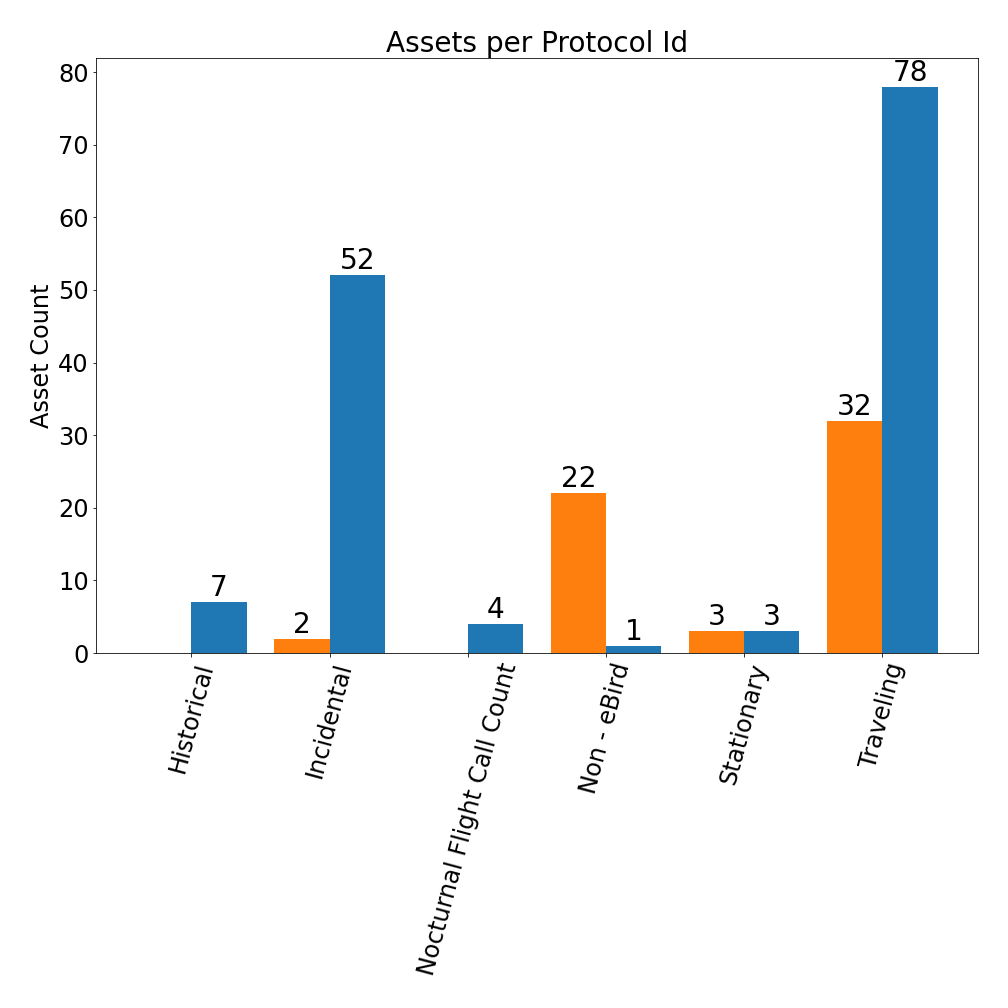 Assets per Protocol Id
Asset Count
80
70
60
50
40
30
20
10
0
7
2
52
4
22
1
3
3
32
78
Historical
Incidental
Nocturnal Flight Call Count
Non - eBird
Stationary
Traveling